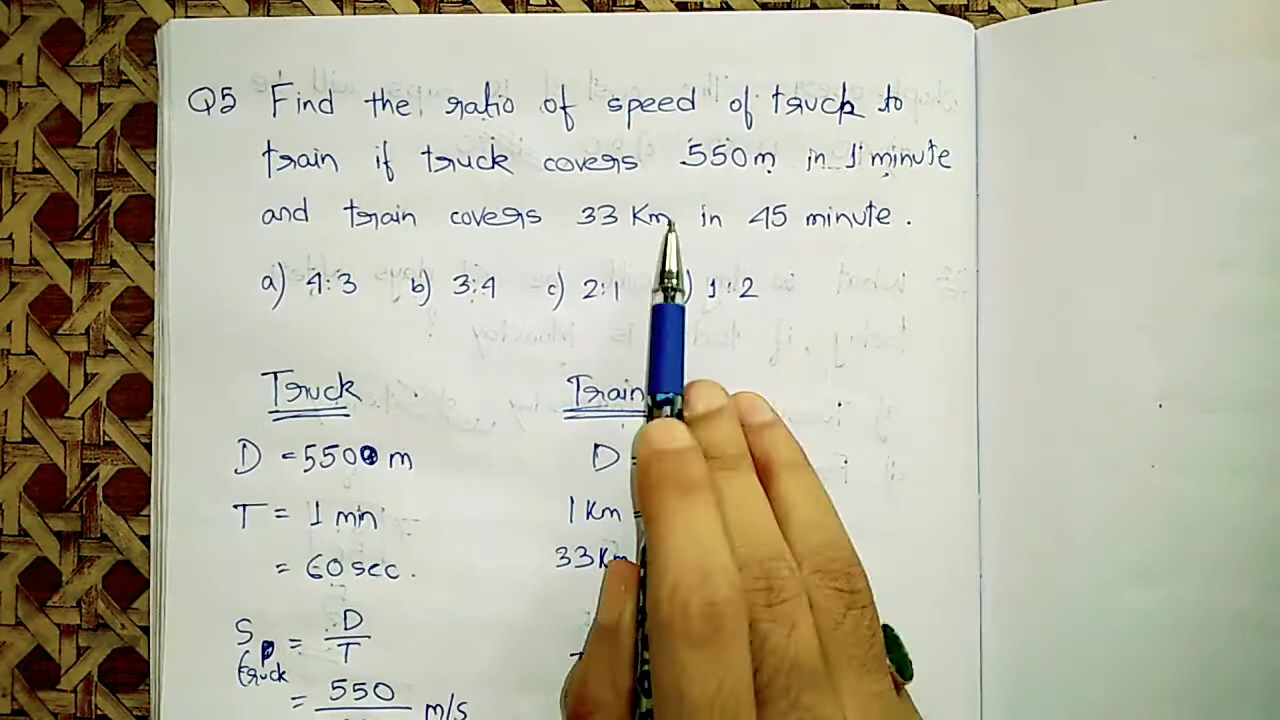 Q5 Find the ratio of speed of truck to
train if truck covers 550m in 1 minute
and train covers 33 Km in 45 minute.
a) 4:3 b) 3:4 c) 2:1 ) 1:2
Truck
D = 550 m
T = 1 min
= 60 sec.
S truck = D/T
= 550 m/s
Train
D =
1 Km =
33 Km